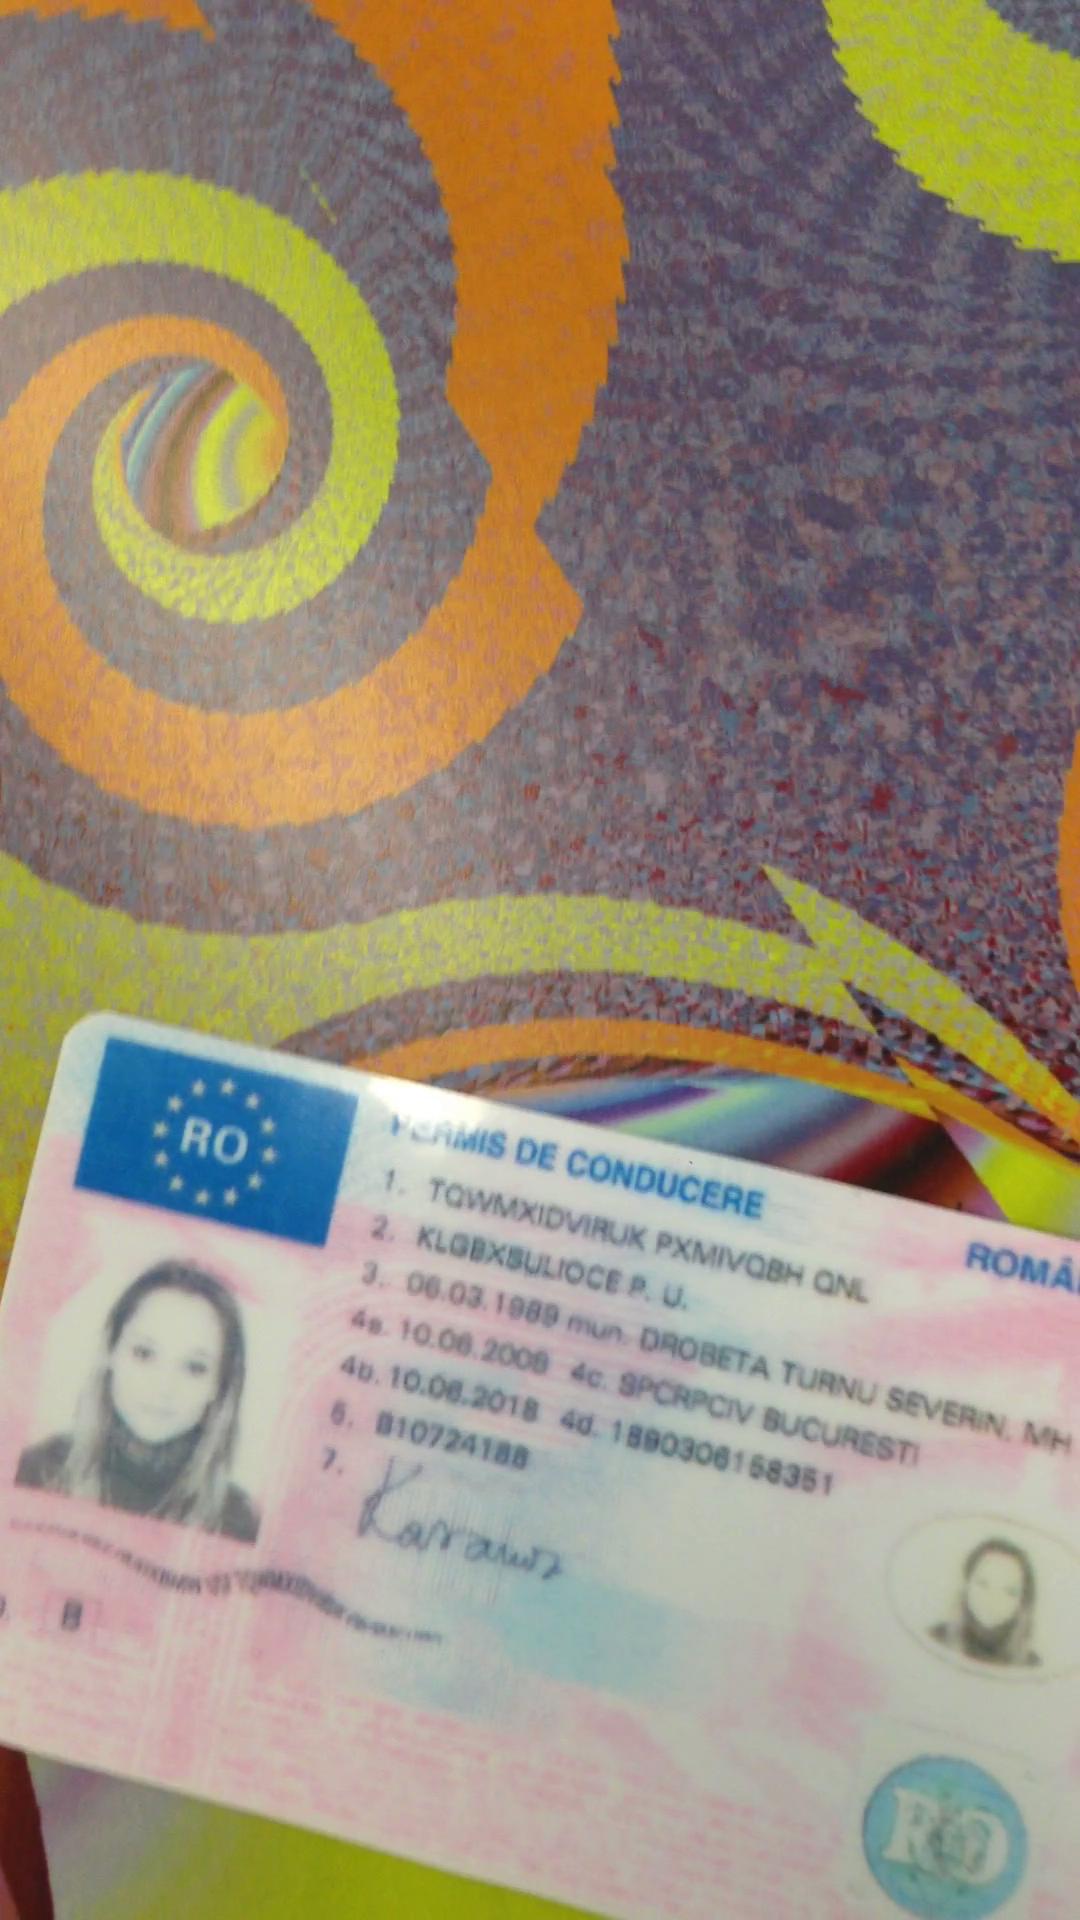 RO
PERMIS DE CONDUCERE
ROMÂ
1. TQWMXIDVIRUK PXMIVQBH QNL
2. KLGBXBULIOCE P. U.
3. 06.03.1989 mun. DROBETA TURNU SEVERIN, MH
4a. 10.06.2008 4c. SPCRPCIV BUCURESTI
4b. 10.06.2018 4d. 1890306158351
5. B10724188
7.
9. B
RO